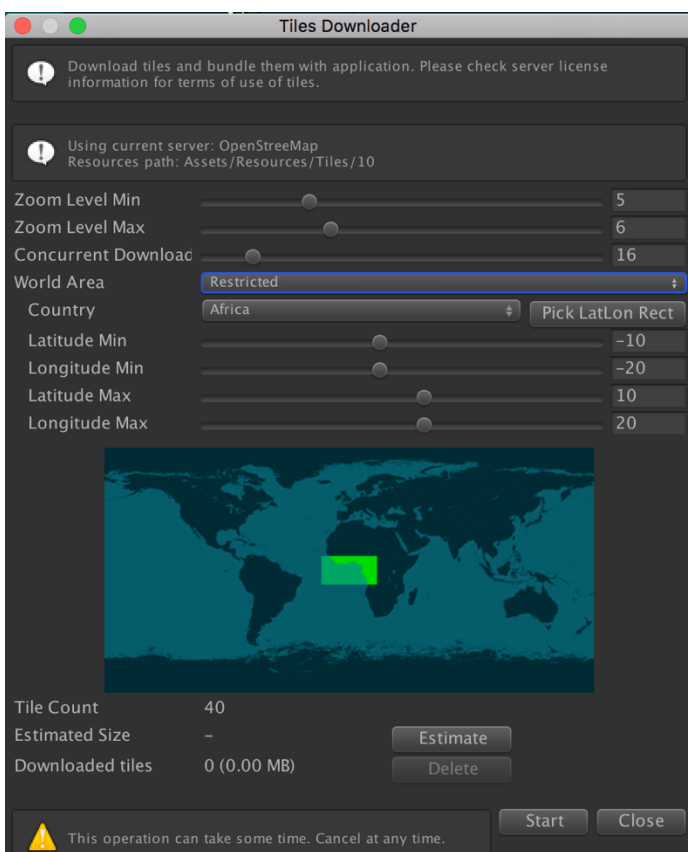 Tiles Downloader
Download tiles and bundle them with application. Please check server license
information for terms of use of tiles.
Using current server: OpenStreeMap
Resources path: Assets/Resources/Tiles/10
Zoom Level Min 5
Zoom Level Max 6
Concurrent Download 16
World Area Restricted
Country Africa Pick LatLon Rect
Latitude Min -10
Longitude Min -20
Latitude Max 10
Longitude Max 20
Tile Count 40
Estimated Size - Estimate
Downloaded tiles 0 (0.00 MB) Delete
Start Close
This operation can take some time. Cancel at any time.